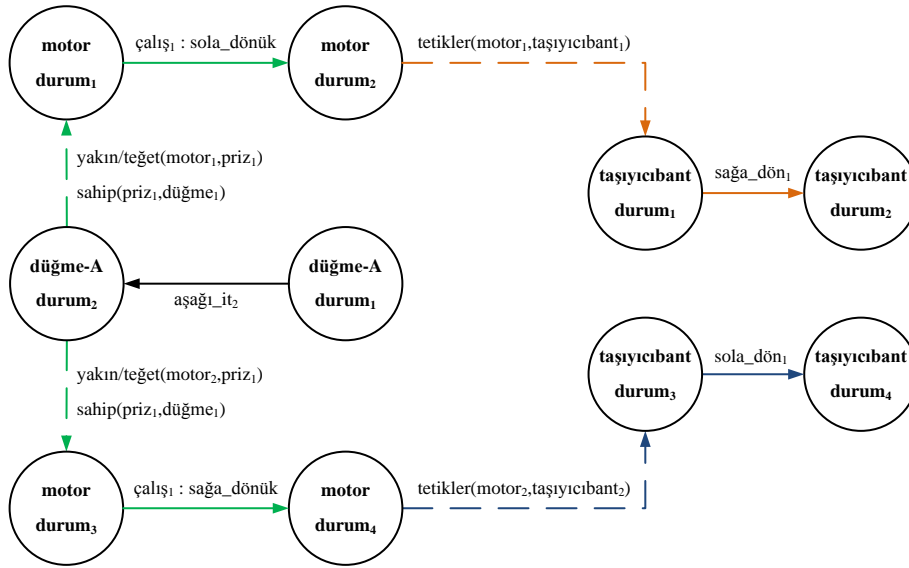 motor
durum₁
çalış₁ : sola_dönük
motor
durum₂
tetikler(motor₁,taşıyıcıbant₁)
yakın/teğet(motor₁,priz₁)
sahip(priz₁,düğme₁)
taşıyıcıbant
durum₁
sağa_dön₁
taşıyıcıbant
durum₂
düğme-A
durum₂
aşağı_it₂
düğme-A
durum₁
yakın/teğet(motor₂,priz₁)
sahip(priz₁,düğme₁)
taşıyıcıbant
durum₃
sola_dön₁
taşıyıcıbant
durum₄
motor
durum₃
çalış₁ : sağa_dönük
motor
durum₄
tetikler(motor₂,taşıyıcıbant₂)